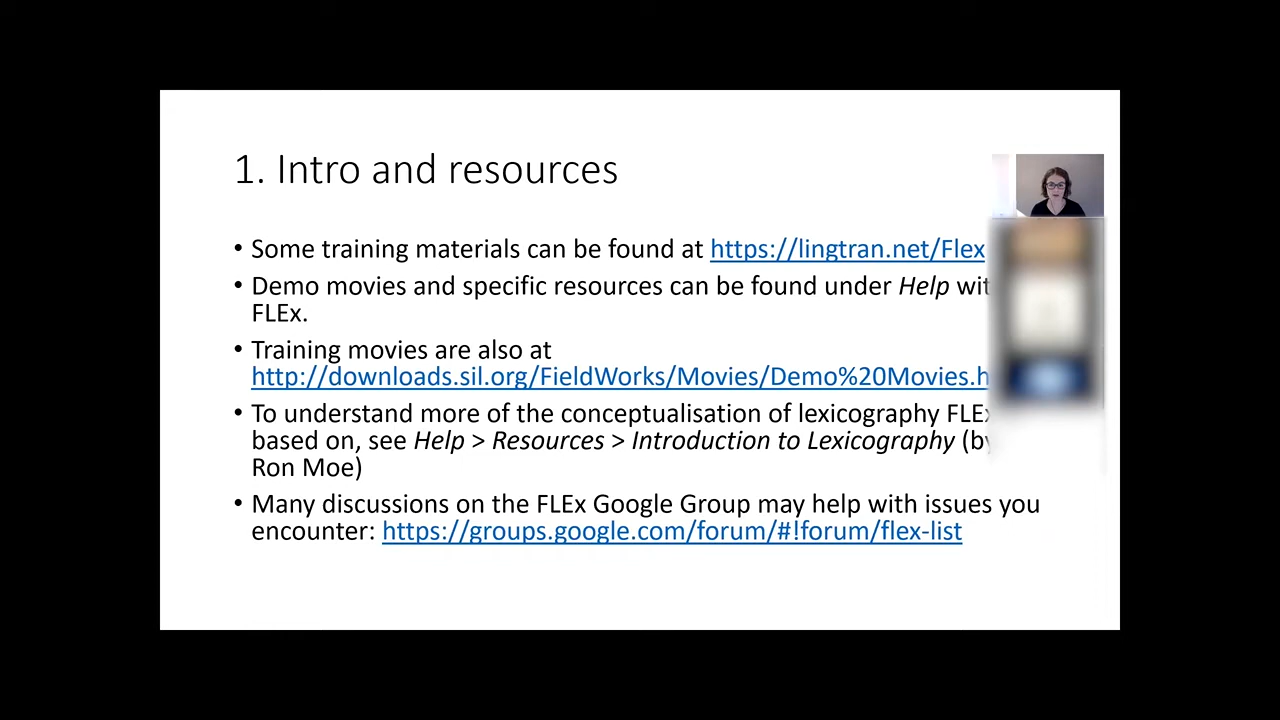 1. Intro and resources
• Some training materials can be found at https://lingtran.net/Flex
• Demo movies and specific resources can be found under Help
FLEx.
• Training movies are also at
http://downloads.sil.org/FieldWorks/Movies/Demo%20Movies.h
• To understand more of the conceptualisation of lexicography FLEx
based on, see Help > Resources > Introduction to Lexicography (by
Ron Moe)
• Many discussions on the FLEx Google Group may help with issues you
encounter: https://groups.google.com/forum/#!forum/flex-list